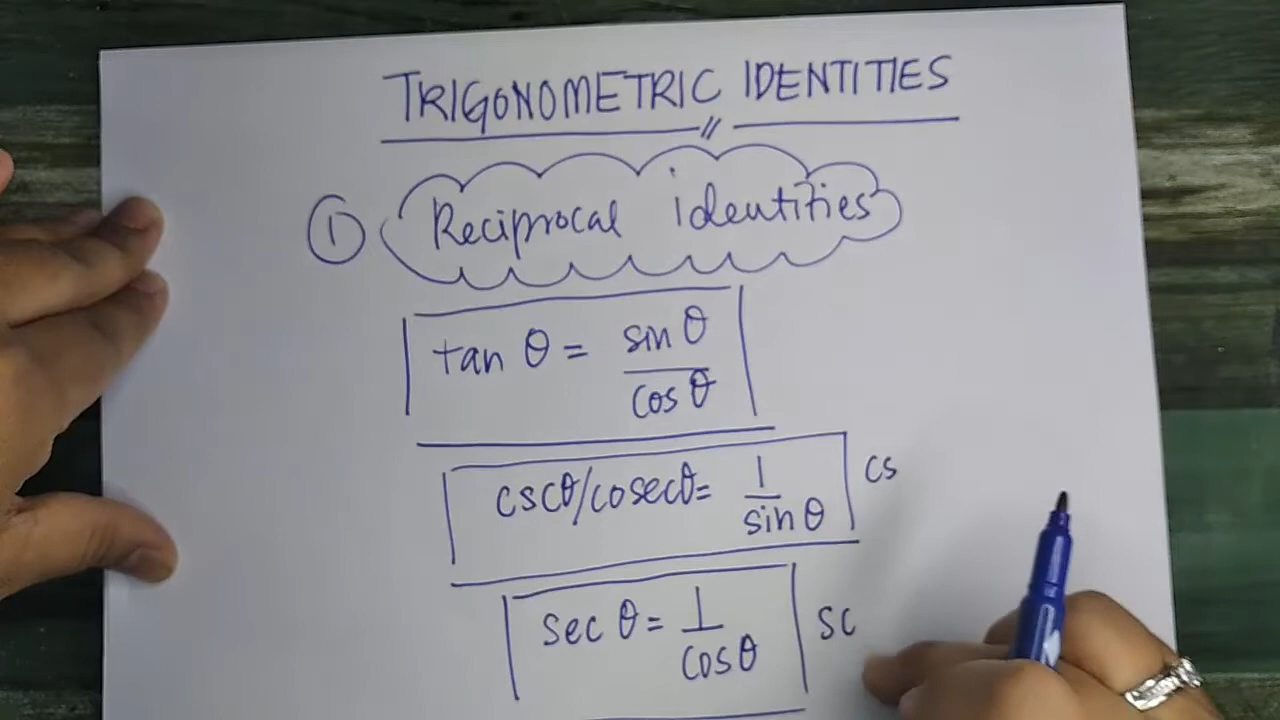 TRIGONOMETRIC IDENTITIES
① Reciprocal identities
tan θ = sin θ / cos θ
cscθ/cosecθ = 1 / sin θ CS
sec θ = 1 / cos θ SC